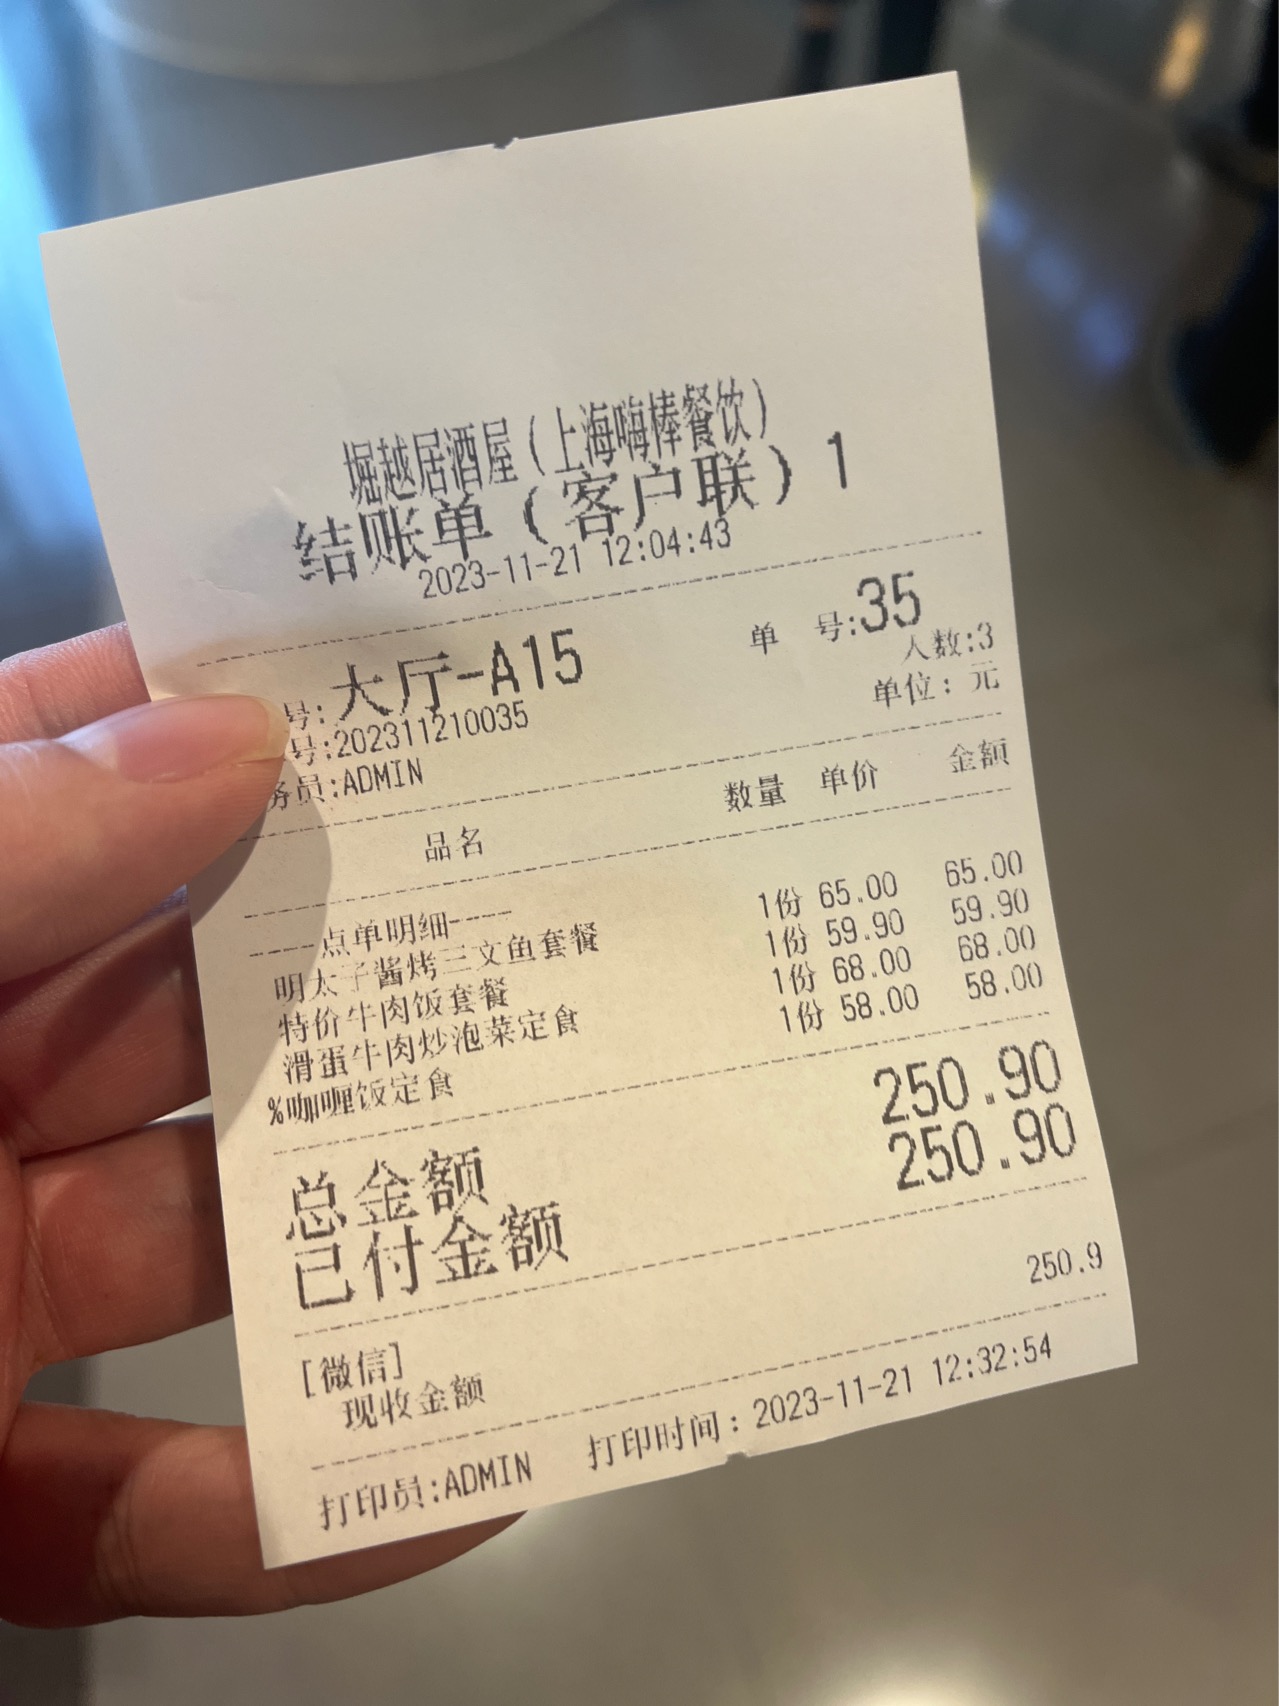 堀越居酒屋（上海嗨棒餐饮）
结账单（客户联）1
2023-11-21 12:04:43
号:大厅-A15 单 号:35
号:202311210035 人数:3
务员:ADMIN 单位：元
品名 数量 单价 金额
----点单明细----
明太子酱烤三文鱼套餐 1份 65.00 65.00
特价牛肉饭套餐 1份 59.90 59.90
滑蛋牛肉炒泡菜定食 1份 68.00 68.00
%咖喱饭定食 1份 58.00 58.00
总金额 250.90
已付金额 250.90
[微信] 250.9
现收金额
打印员:ADMIN 打印时间：2023-11-21 12:32:54